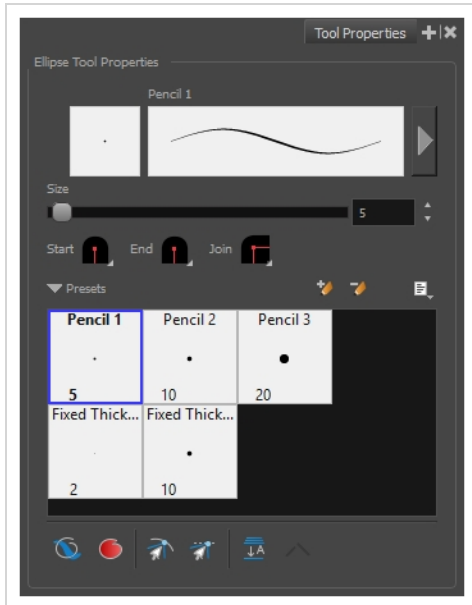 Tool Properties
Ellipse Tool Properties
Pencil 1
Size
5
Start End Join
Presets
Pencil 1 Pencil 2 Pencil 3
5 10 20
Fixed Thick... Fixed Thick...
2 10
A